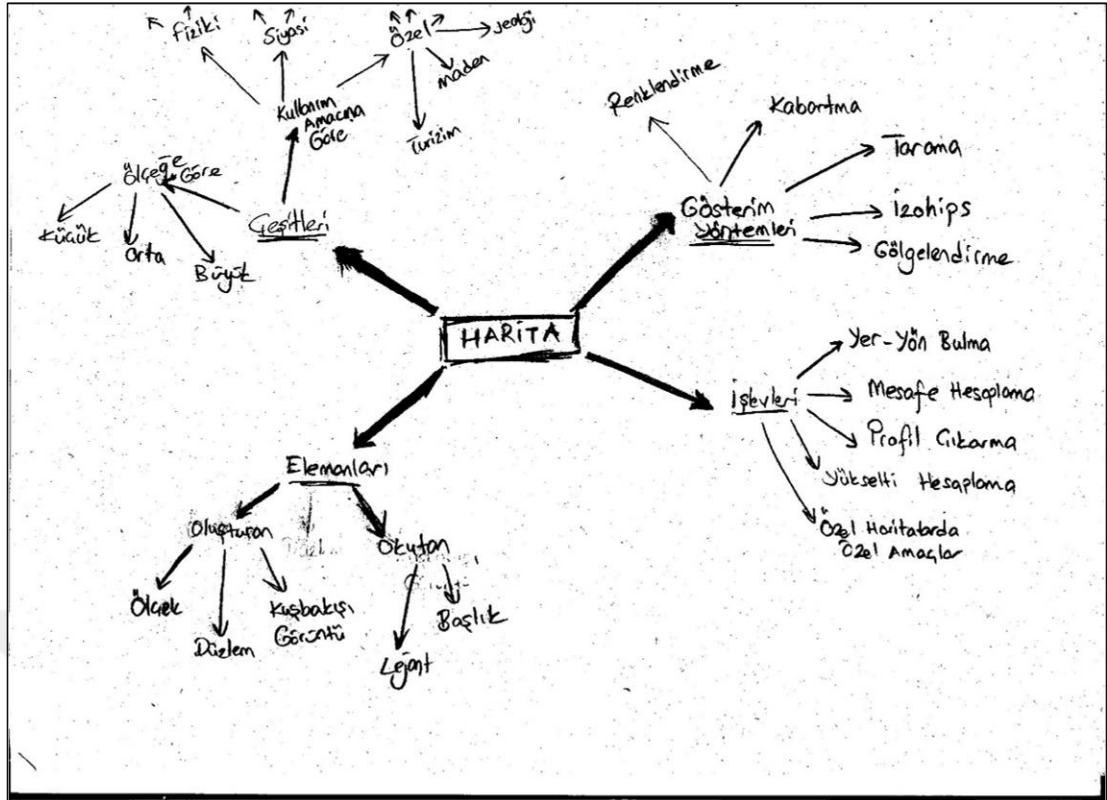 Fiziki
Siyasi
Özel
Jeoloji
Maden
Turizim
Kullanım
Amacına
Göre
Ölçeğe
Göre
Küçük
Orta
Büyük
Çeşitleri
Renklendirme
Kabartma
Tarama
İzohips
Gölgelendirme
Gösterim
Yöntemleri
HARİTA
İşlevleri
Yer-Yön Bulma
Mesafe Hesaplama
Profil Çıkarma
Yükselti Hesaplama
Özel Haritalarda
Özel Amaçlar
Elemanları
Oluşturan
Okutan
Ölçek
Düzlem
Kuşbakışı
Görüntü
Lejant
Başlık